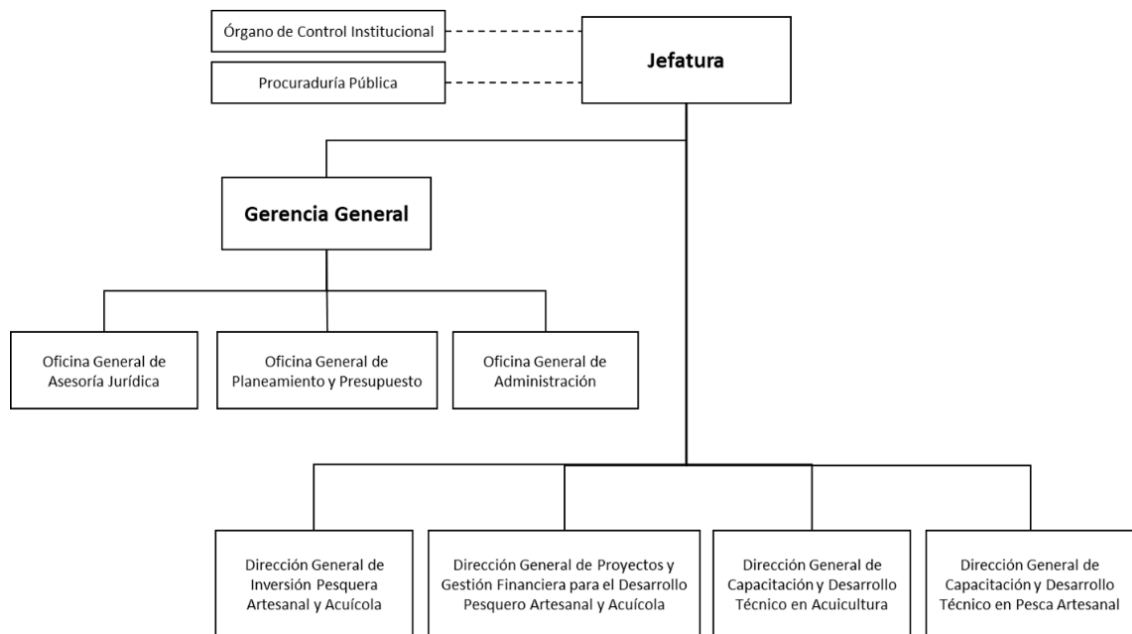 Órgano de Control Institucional
Jefatura
Procuraduría Pública
Gerencia General
Oficina General de
Asesoría Jurídica
Oficina General de
Planeamiento y Presupuesto
Oficina General de
Administración
Dirección General de
Inversión Pesquera
Artesanal y Acuícola
Dirección General de Proyectos y
Gestión Financiera para el Desarrollo
Pesquero Artesanal y Acuícola
Dirección General de
Capacitación y Desarrollo
Técnico en Acuicultura
Dirección General de
Capacitación y Desarrollo
Técnico en Pesca Artesanal